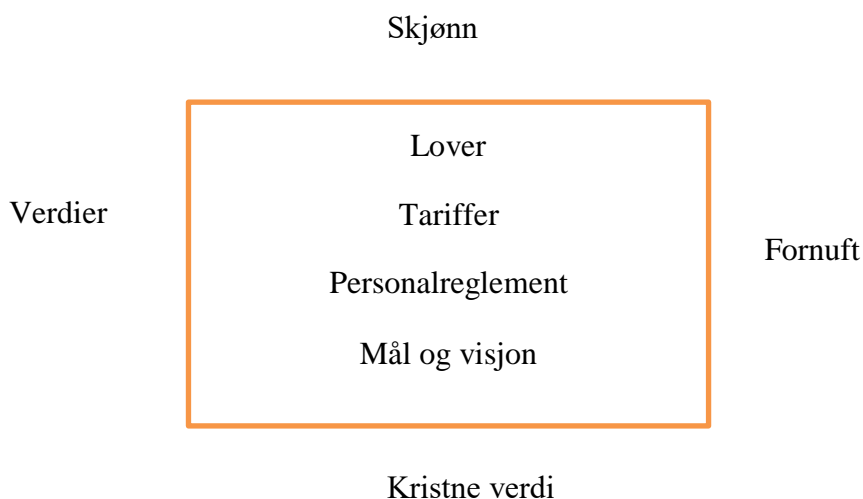 Skjønn
Lover
Verdier
Tariffer
Fornuft
Personalreglement
Mål og visjon
Kristne verdi